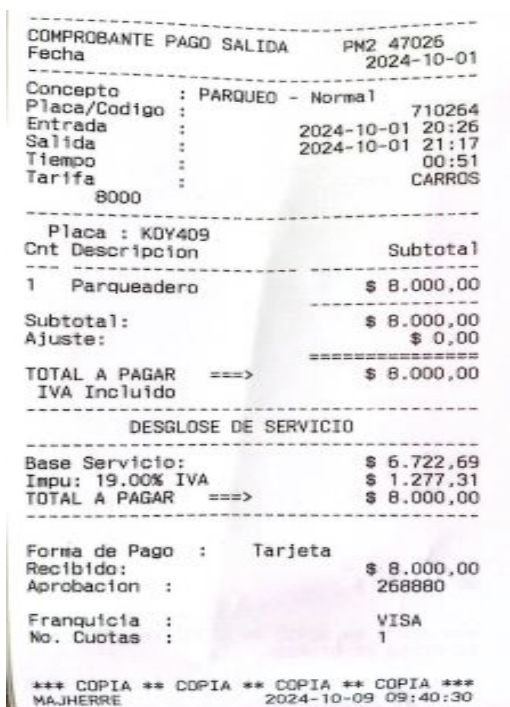 COMPROBANTE PAGO SALIDA PM2 47026
Fecha 2024-10-01
Concepto : PARQUEO - Normal
Placa/Codigo : 710264
Entrada : 2024-10-01 20:26
Salida : 2024-10-01 21:17
Tiempo : 00:51
Tarifa : CARROS
8000
Placa : KOY409
Cnt Descripcion Subtotal
1 Parqueadero $ 8.000,00
Subtotal: $ 8.000,00
Ajuste: $ 0,00
TOTAL A PAGAR ===> $ 8.000,00
IVA Incluido
DESGLOSE DE SERVICIO
Base Servicio: $ 6.722,69
Impu: 19.00% IVA $ 1.277,31
TOTAL A PAGAR ===> $ 8.000,00
Forma de Pago : Tarjeta
Recibido: $ 8.000,00
Aprobacion : 268880
Franquicia : VISA
No. Cuotas : 1
*** COPIA ** COPIA ** COPIA ** COPIA ***
MAJHERRE 2024-10-09 09:40:30